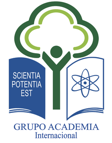 SCIENTIA
POTENTIA
EST
GRUPO ACADEMIA
Internacional